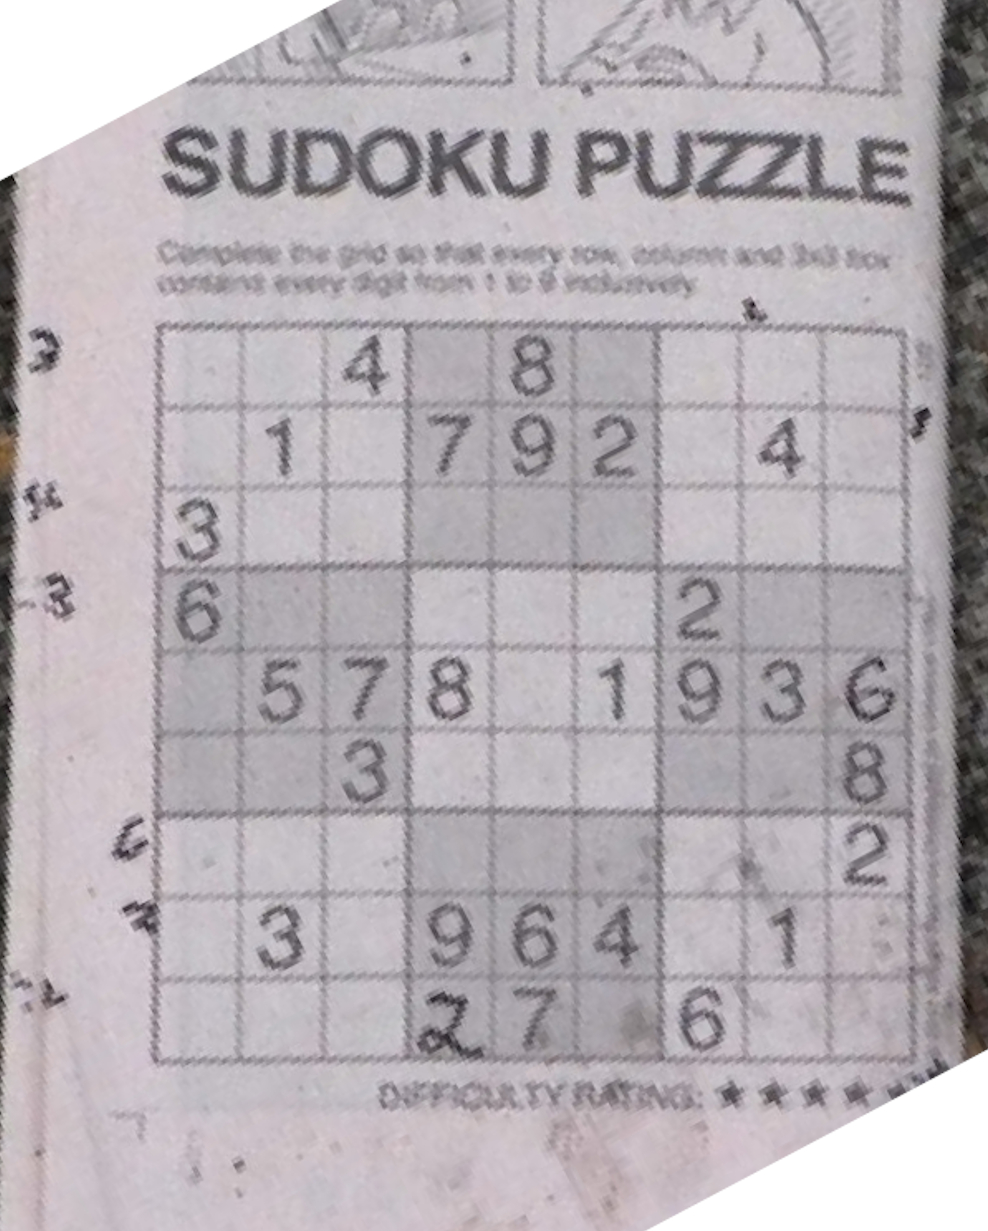 SUDOKU PUZZLE
Complete the grid so that every row, column and 3x3 box
contains every digit from 1 to 9 inclusively.
4 8
1 7 9 2 4
3
6 2
5 7 8 1 9 3 6
3 8
2
3 9 6 4 1
2 7 6
DIFFICULTY RATING: ★ ★ ★ ★